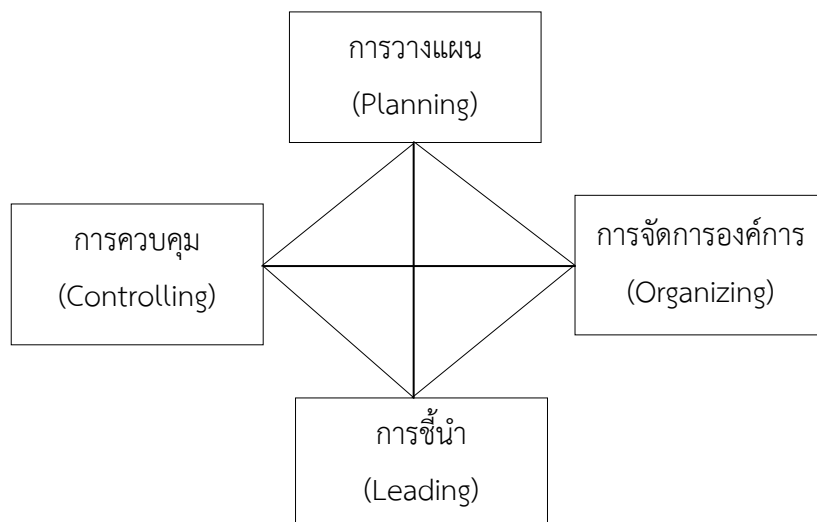 การวางแผน
(Planning)
การควบคุม
(Controlling)
การจัดการองค์การ
(Organizing)
การชี้นำ
(Leading)